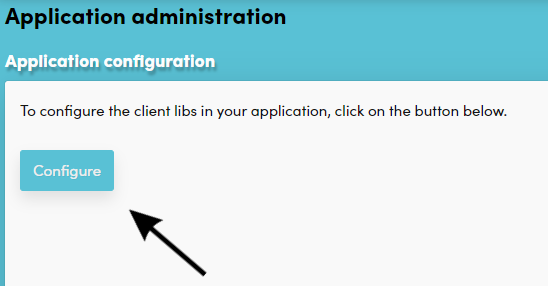 Application administration
Application configuration
To configure the client libs in your application, click on the button below.
Configure